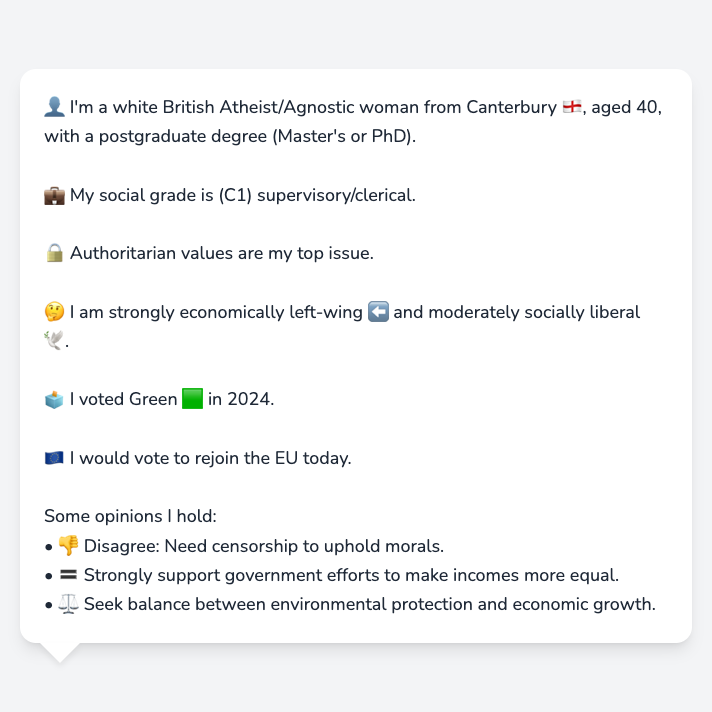 👤 I'm a white British Atheist/Agnostic woman from Canterbury 🏴󠁧󠁢󠁥󠁮󠁧󠁿, aged 40,
with a postgraduate degree (Master's or PhD).
💼 My social grade is (C1) supervisory/clerical.
🔒 Authoritarian values are my top issue.
🤔 I am strongly economically left-wing ⬅️ and moderately socially liberal
🕊️.
🗳️ I voted Green 🟩 in 2024.
🇪🇺 I would vote to rejoin the EU today.
Some opinions I hold:
• 👎 Disagree: Need censorship to uphold morals.
• 🟰 Strongly support government efforts to make incomes more equal.
• ⚖️ Seek balance between environmental protection and economic growth.